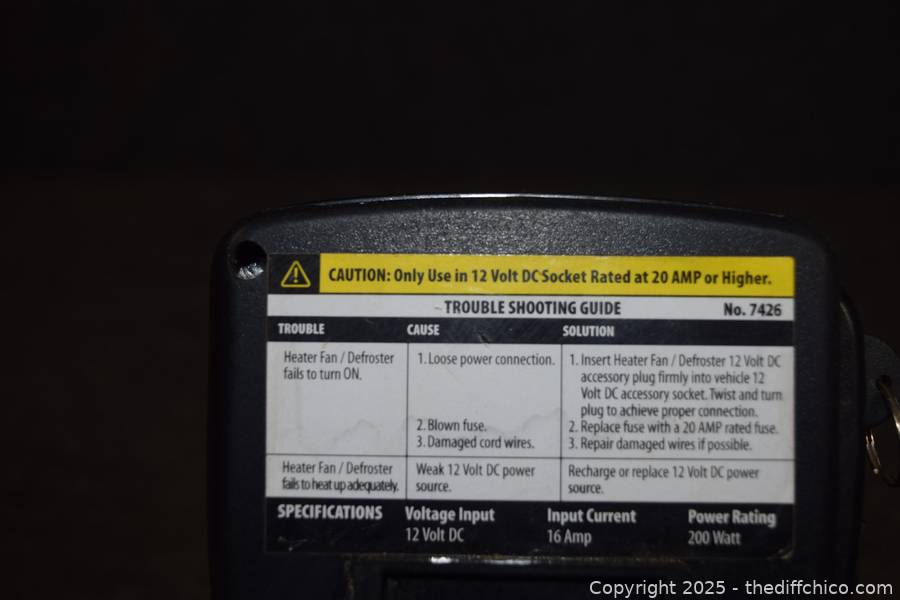 CAUTION: Only Use in 12 Volt DC Socket Rated at 20 AMP or Higher.
TROUBLE SHOOTING GUIDE No. 7426
TROUBLE CAUSE SOLUTION
Heater Fan / Defroster
fails to turn ON.
1. Loose power connection.
2. Blown fuse.
3. Damaged cord wires.
1. Insert Heater Fan / Defroster 12 Volt DC
accessory plug firmly into vehicle 12
Volt DC accessory socket. Twist and turn
plug to achieve proper connection.
2. Replace fuse with a 20 AMP rated fuse.
3. Repair damaged wires if possible.
Heater Fan / Defroster
fails to heat up adequately.
Weak 12 Volt DC power
source.
Recharge or replace 12 Volt DC power
source.
SPECIFICATIONS
Voltage Input
12 Volt DC
Input Current
16 Amp
Power Rating
200 Watt
Copyright 2025 - thediffchico.com